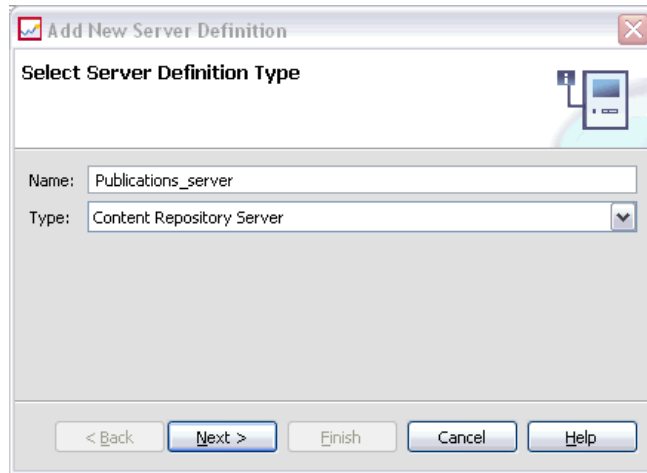 Add New Server Definition
Select Server Definition Type
Name: Publications_server
Type: Content Repository Server
< Back Next > Finish Cancel Help